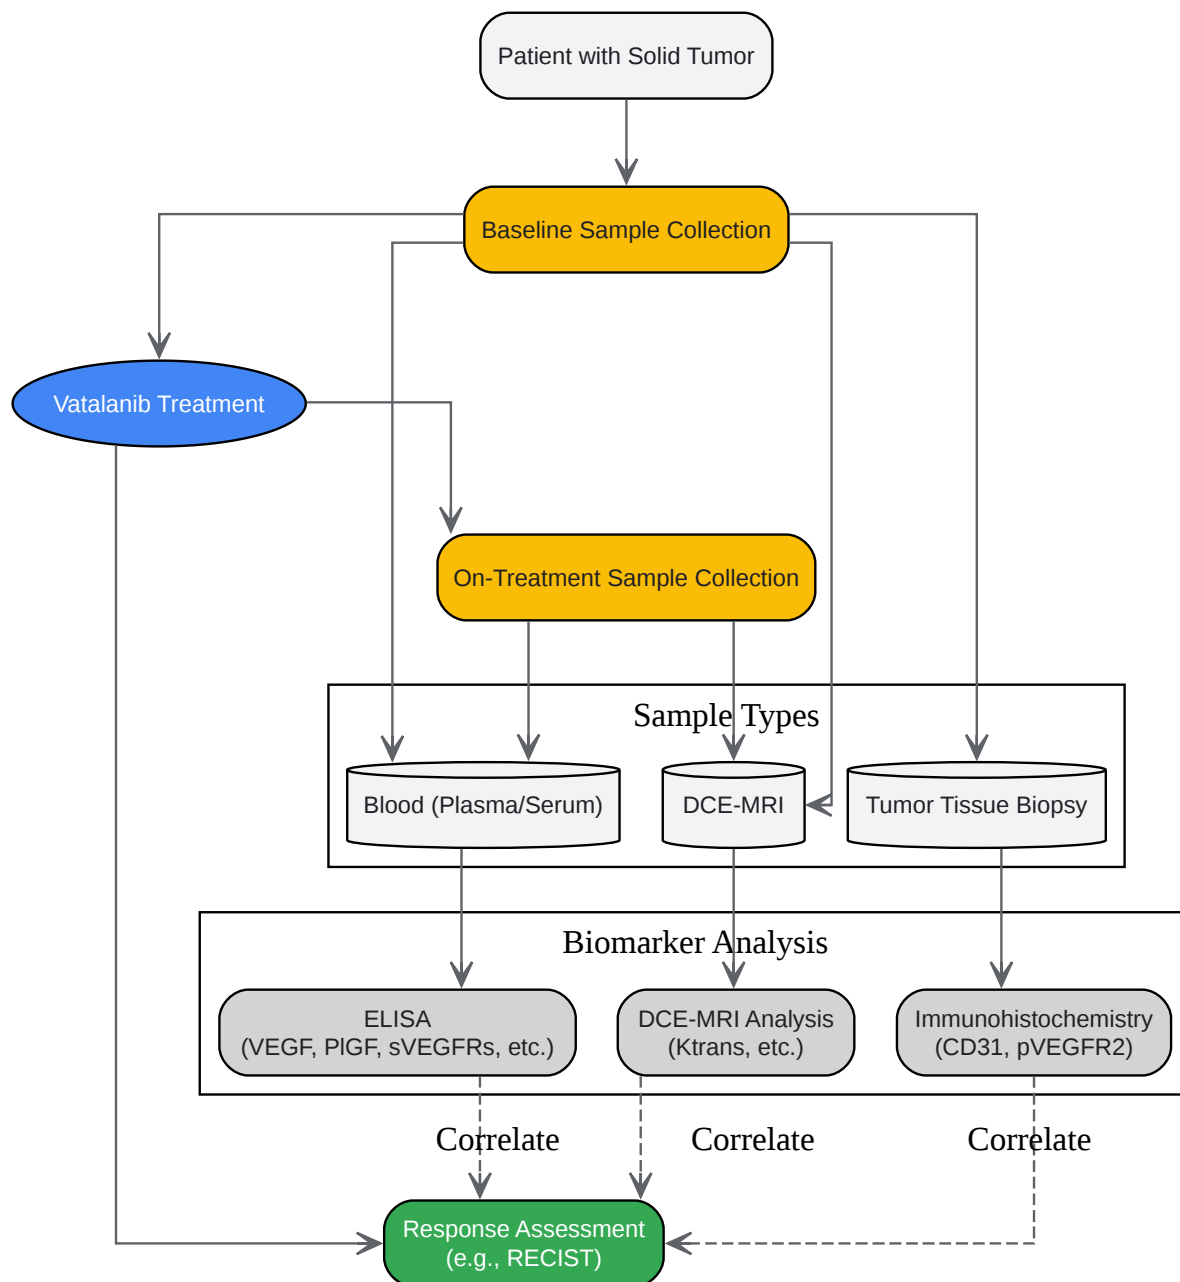 Patient with Solid Tumor
Baseline Sample Collection
Vatalanib Treatment
On-Treatment Sample Collection
Sample Types
Blood (Plasma/Serum)
DCE-MRI
Tumor Tissue Biopsy
Biomarker Analysis
ELISA
(VEGF, PlGF, sVEGFRs, etc.)
DCE-MRI Analysis
(Ktrans, etc.)
Immunohistochemistry
(CD31, pVEGFR2)
Correlate
Correlate
Correlate
Response Assessment
(e.g., RECIST)